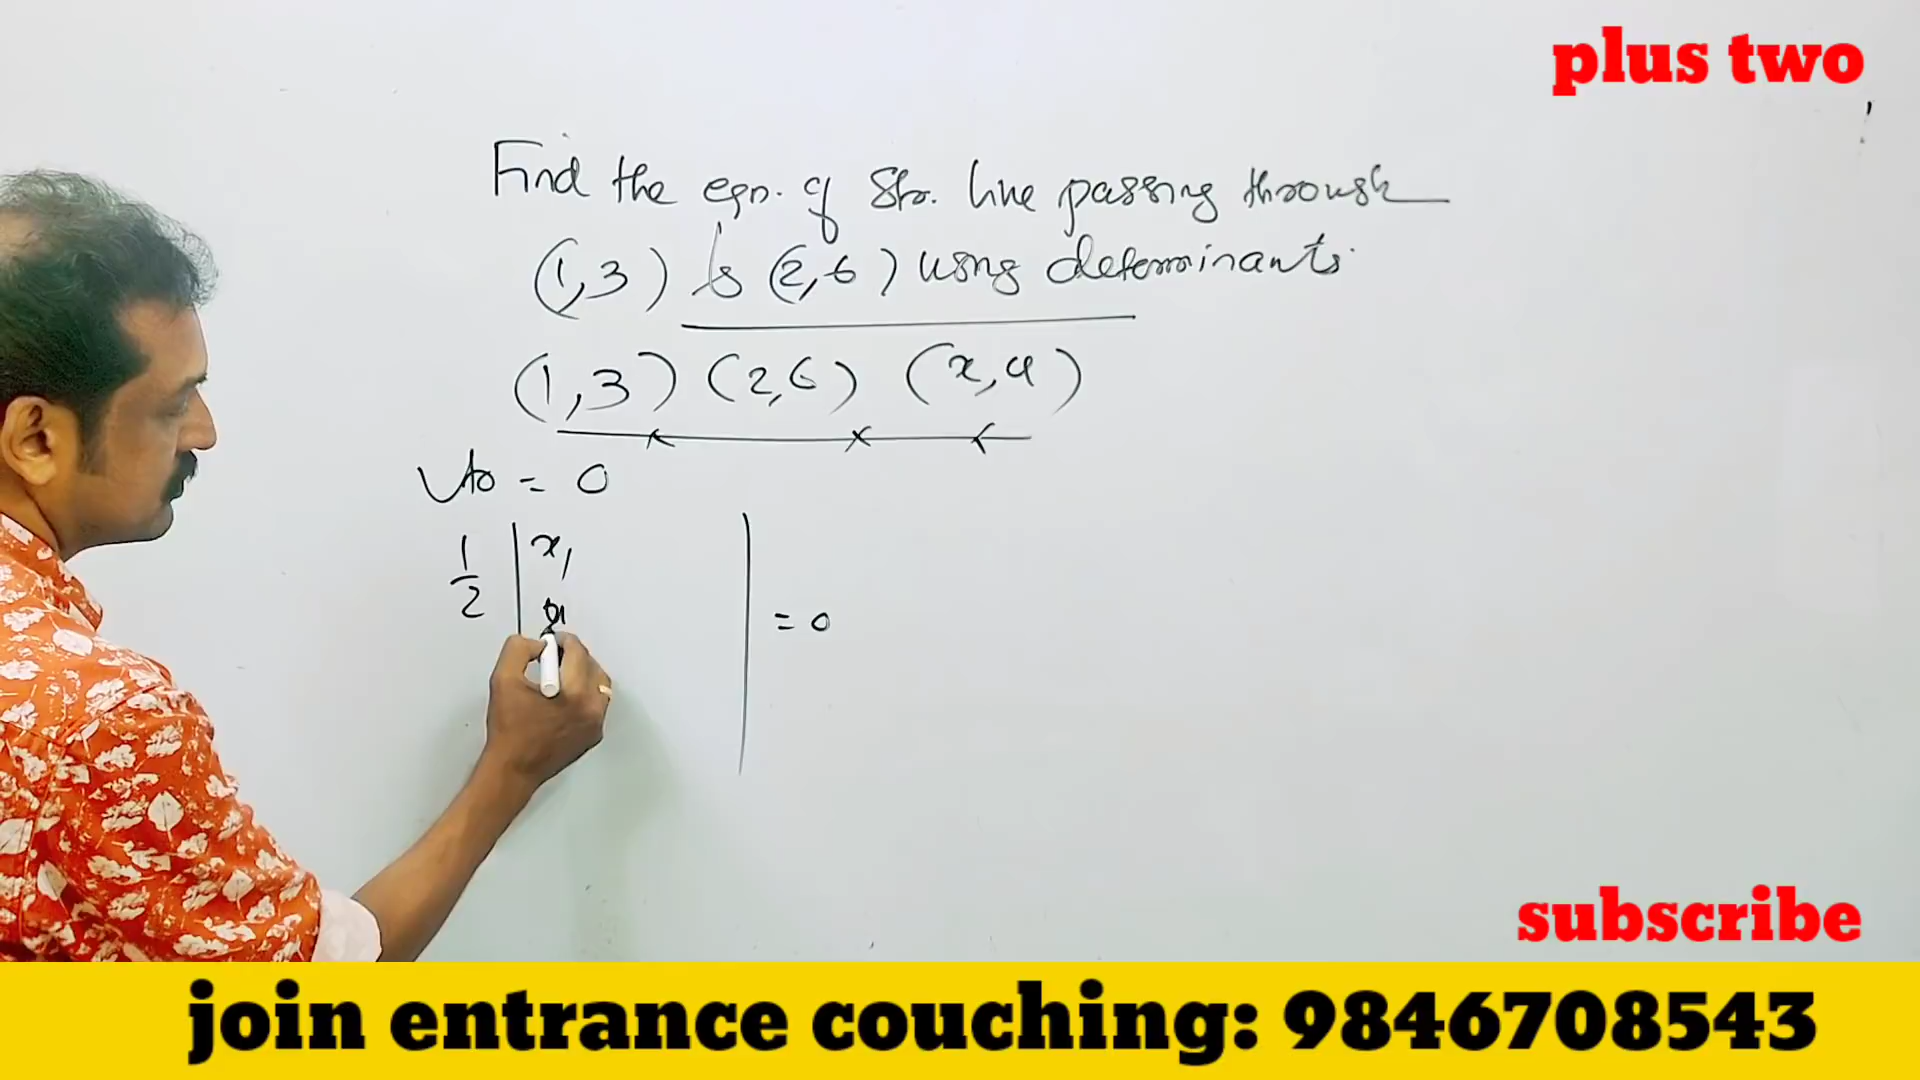 plus two
Find the eqn. of Str. line passing through
(1,3) & (2,6) using determinants.
(1,3) (2,6) (x,y)
= 0
1/2 | x1 | = 0
subscribe
join entrance couching: 9846708543